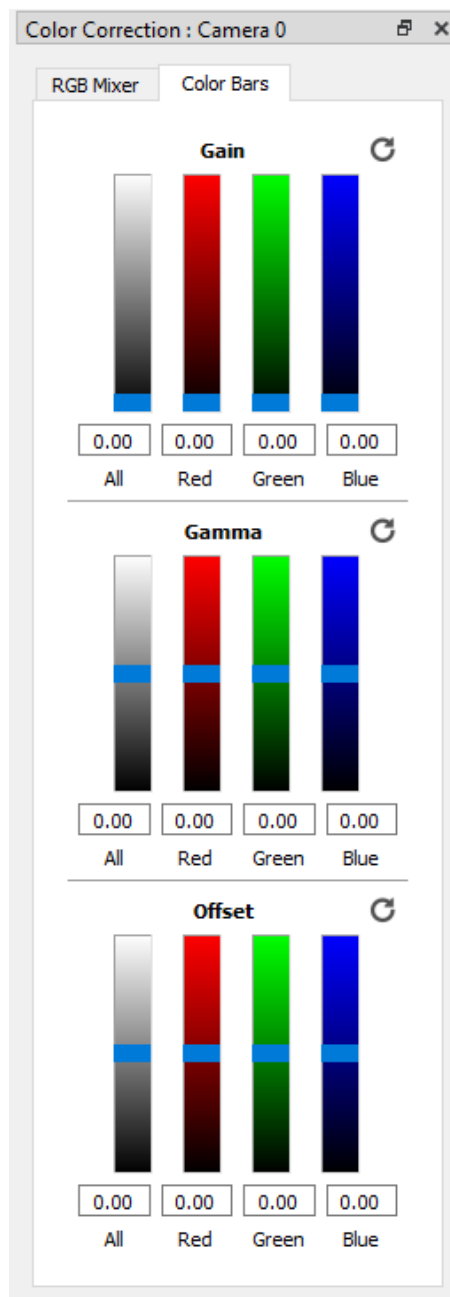 Color Correction : Camera 0
RGB Mixer Color Bars
Gain
0.00 0.00 0.00 0.00
All Red Green Blue
Gamma
0.00 0.00 0.00 0.00
All Red Green Blue
Offset
0.00 0.00 0.00 0.00
All Red Green Blue